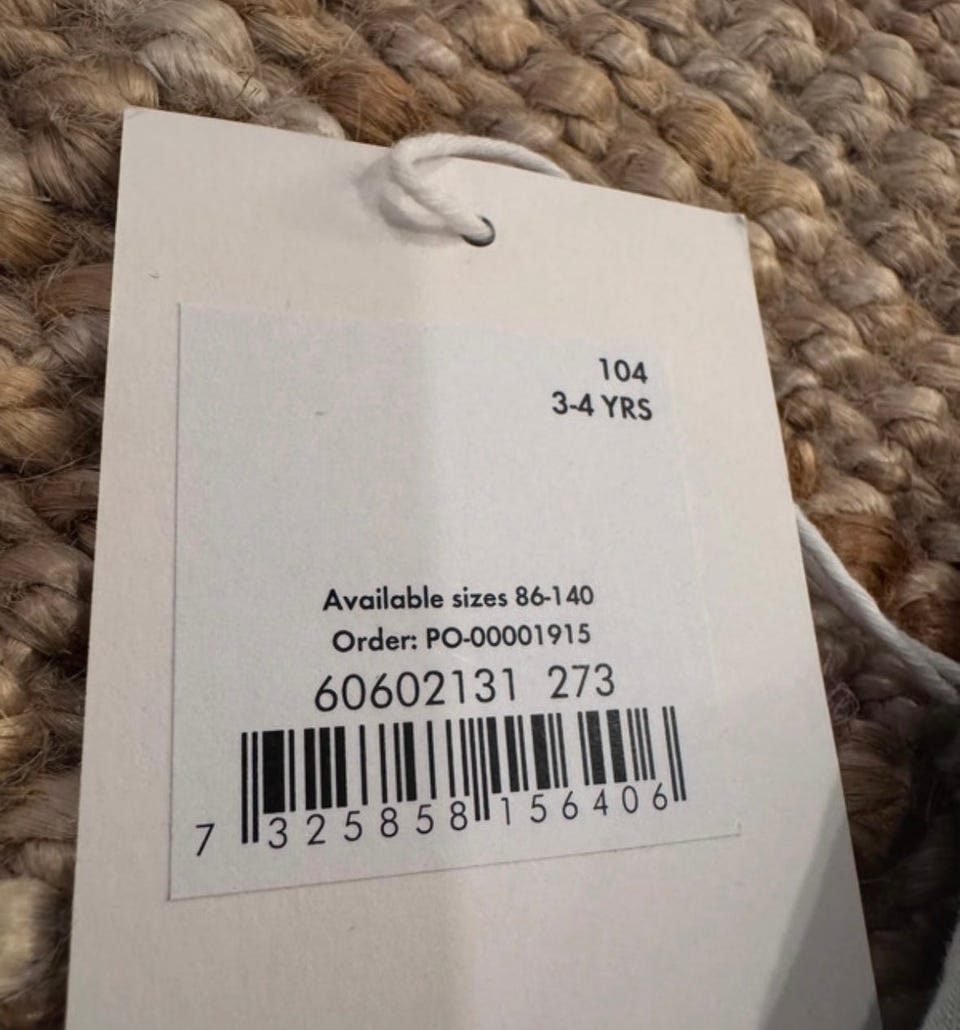 104
3-4 YRS
Available sizes 86-140
Order: PO-00001915
60602131 273
7 325858 156406